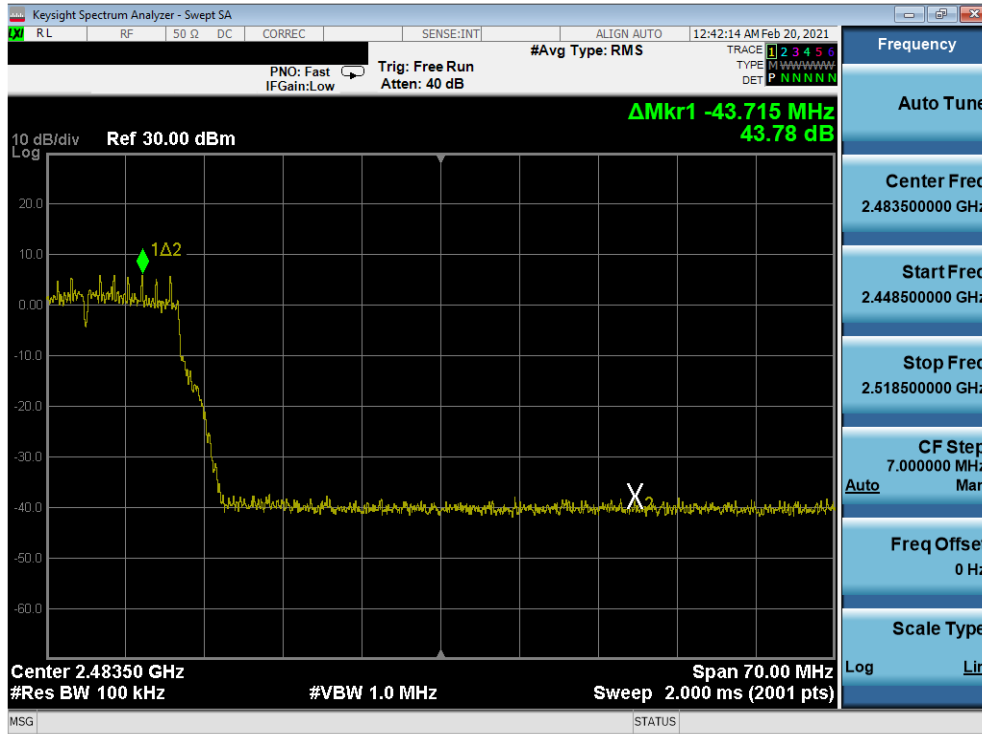 Keysight Spectrum Analyzer - Swept SA
LXI RL RF 50 Ω DC CORREC SENSE:INT ALIGN AUTO 12:42:14 AM Feb 20, 2021
#Avg Type: RMS
TRACE 1 2 3 4 5 6
TYPE M WWWWW
DET P N N N N N
PNO: Fast
IFGain:Low
Trig: Free Run
Atten: 40 dB
Frequency
ΔMkr1 -43.715 MHz
43.78 dB
10 dB/div Ref 30.00 dBm
Log
20.0
10.0
0.00
-10.0
-20.0
-30.0
-40.0
-50.0
-60.0
1Δ2
X2
Center 2.48350 GHz
Span 70.00 MHz
#Res BW 100 kHz
#VBW 1.0 MHz
Sweep 2.000 ms (2001 pts)
MSG
STATUS
Auto Tune
Center Freq
2.483500000 GHz
Start Freq
2.448500000 GHz
Stop Freq
2.518500000 GHz
CF Step
7.000000 MHz
Auto Man
Freq Offset
0 Hz
Scale Type
Log Lin